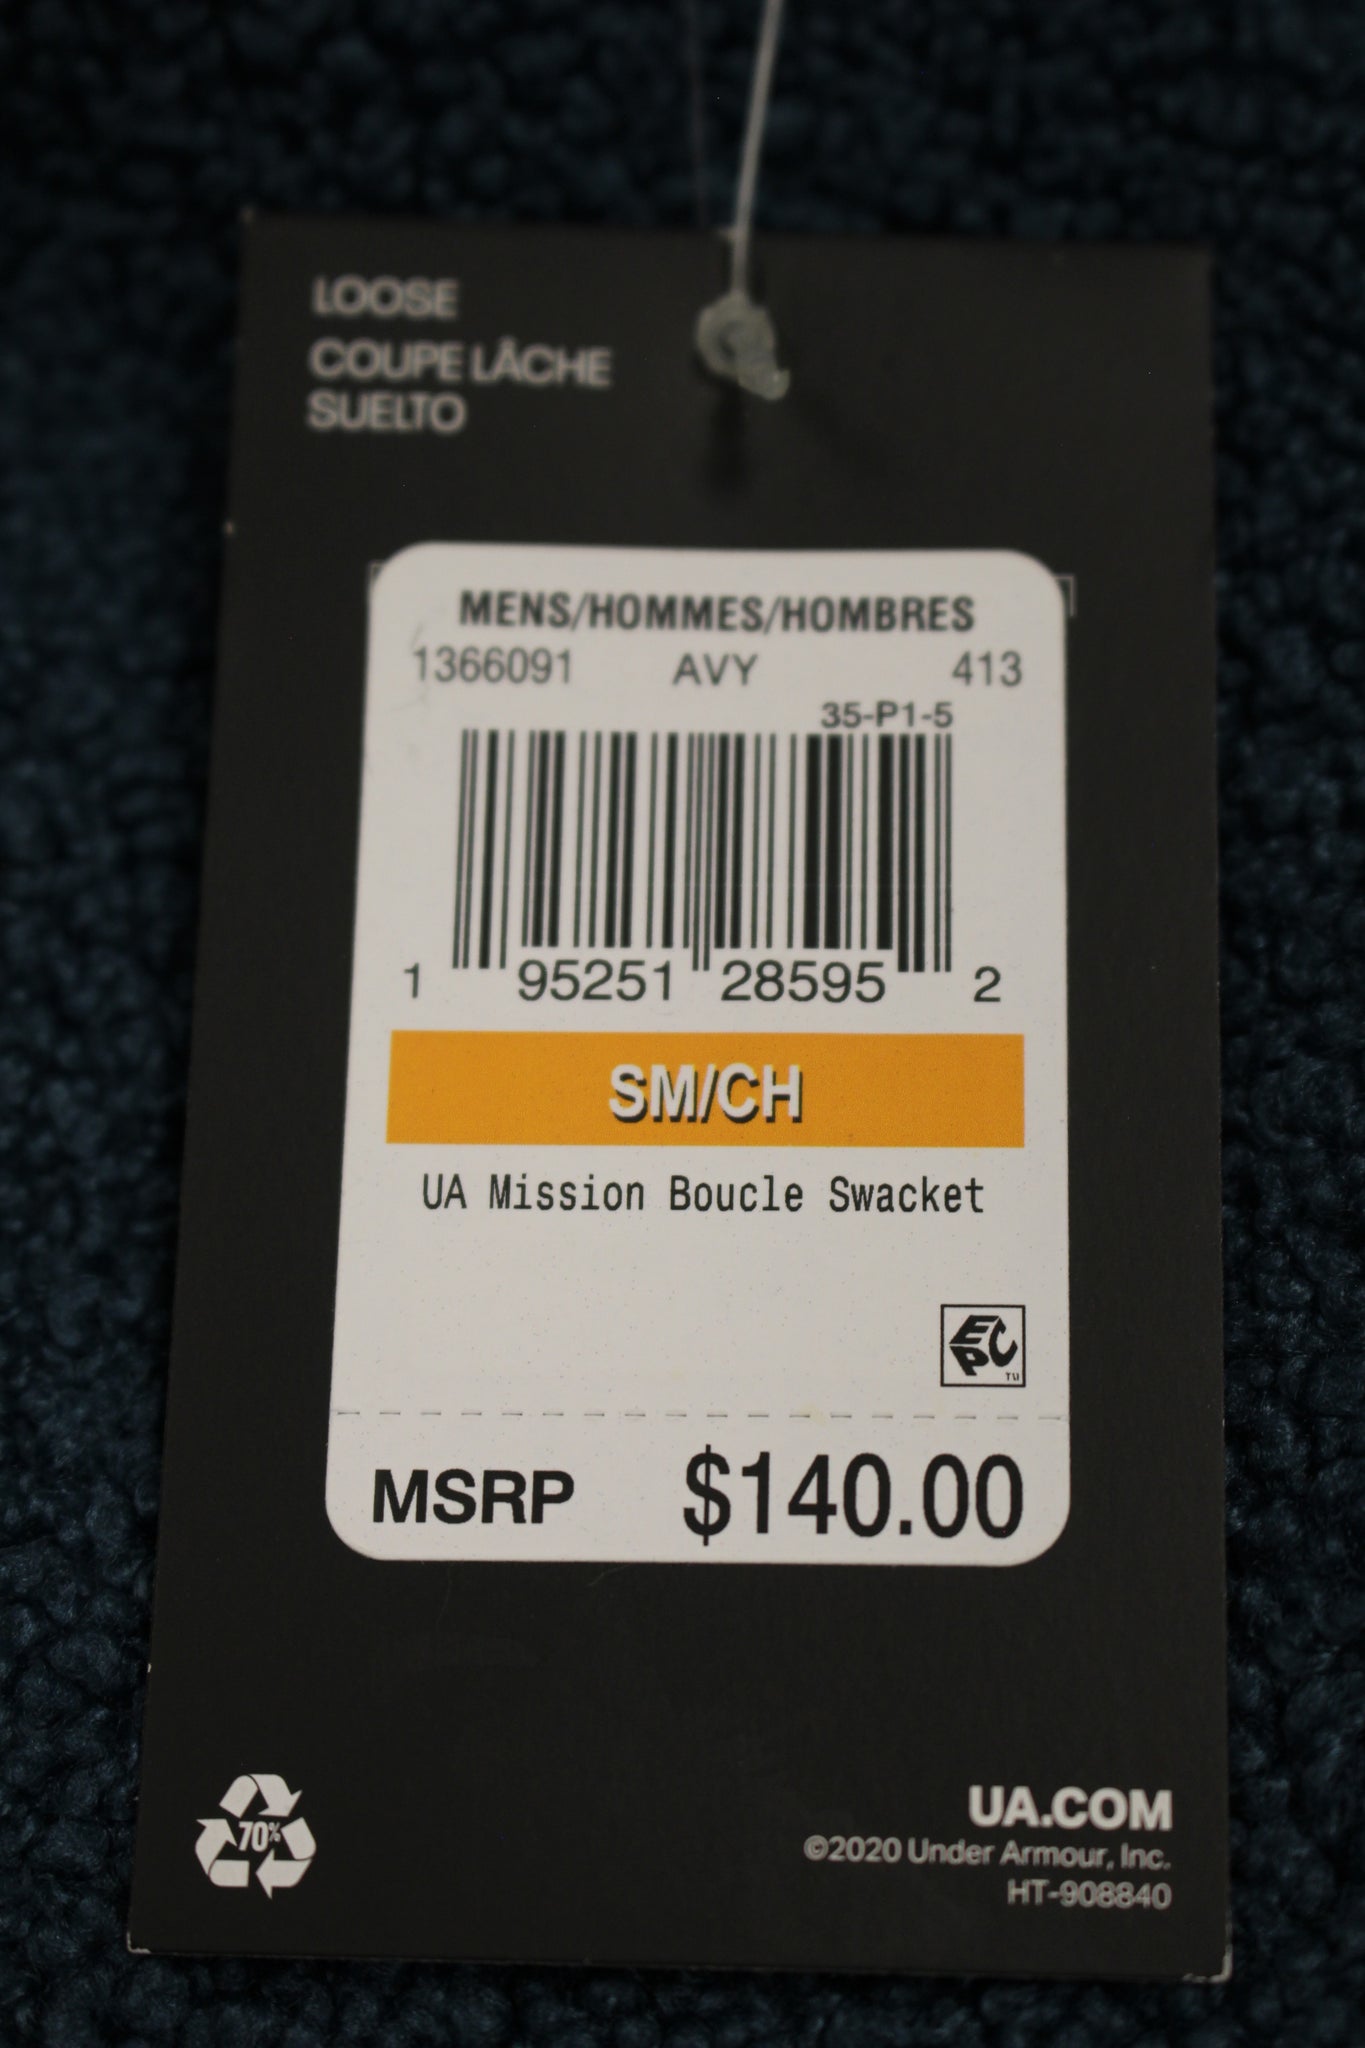 LOOSE
COUPE LÂCHE
SUELTO
MENS/HOMMES/HOMBRES
1366091 AVY 413
35-P1-5
1 95251 28595 2
SM/CH
UA Mission Boucle Swacket
EPC TM
MSRP $140.00
70%
UA.COM
©2020 Under Armour, Inc.
HT-908840